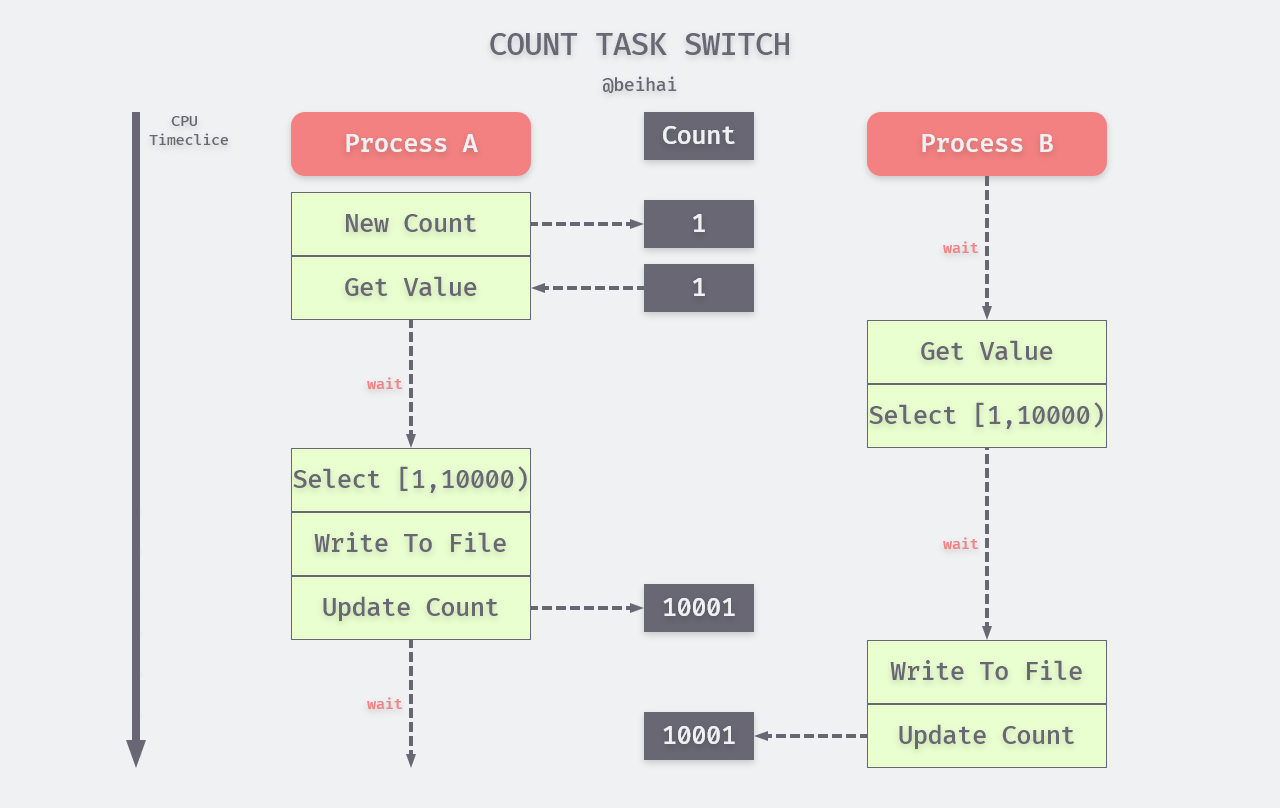 COUNT TASK SWITCH
@beihai
CPU
Timeclice
Process A
Count
Process B
New Count
1
wait
Get Value
1
Get Value
wait
Select [1,10000)
Select [1,10000)
Write To File
wait
Update Count
10001
Write To File
wait
10001
Update Count